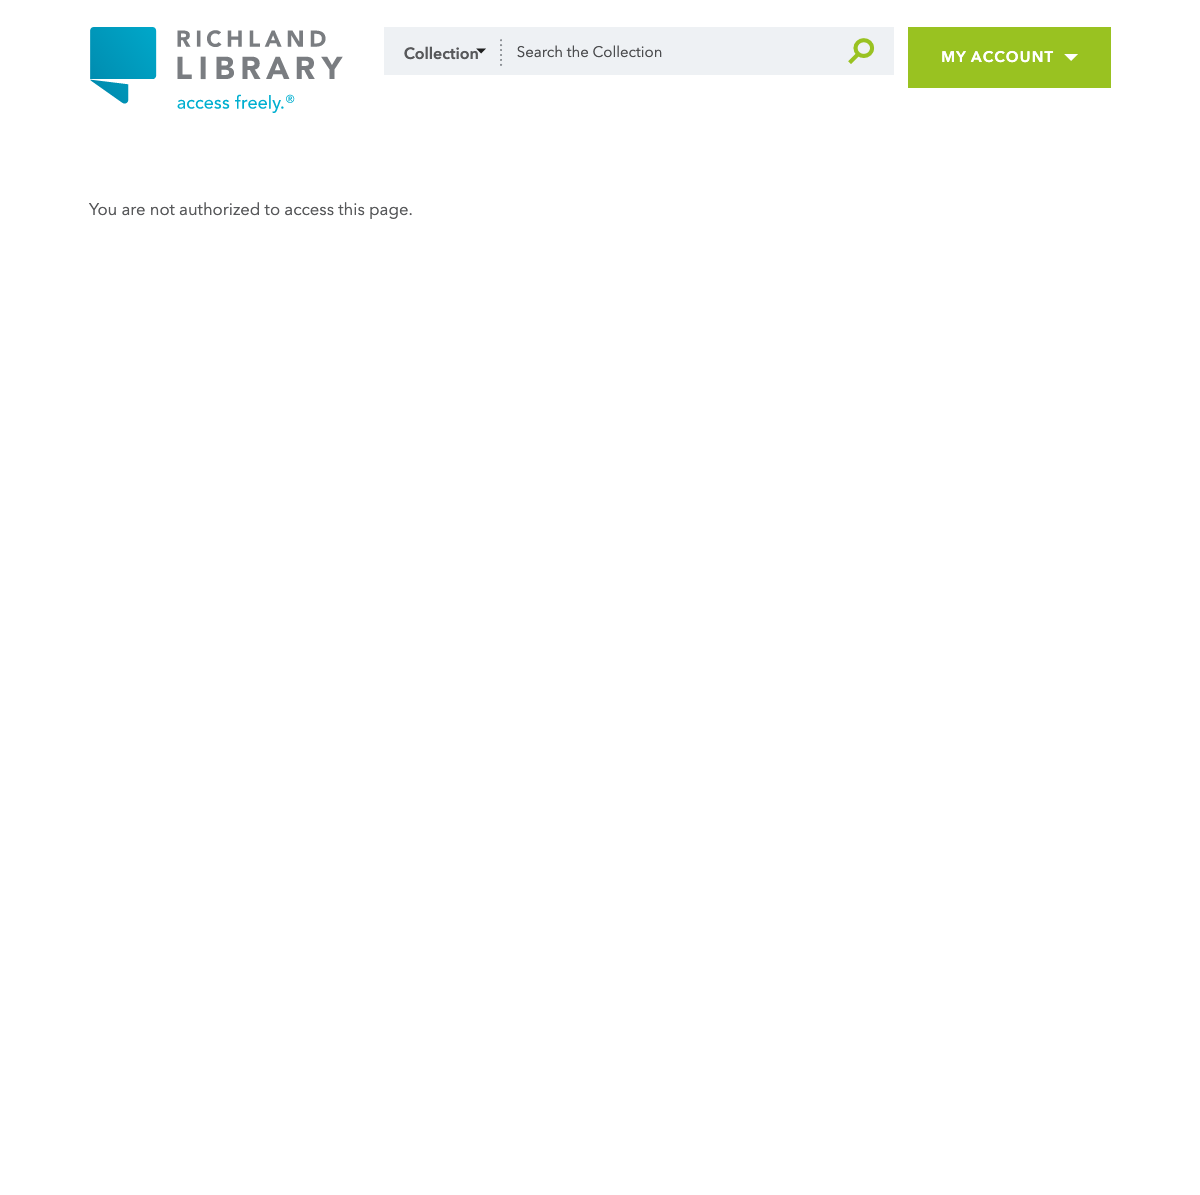 RICHLAND
LIBRARY
access freely.®
Collection
Search the Collection
MY ACCOUNT
You are not authorized to access this page.